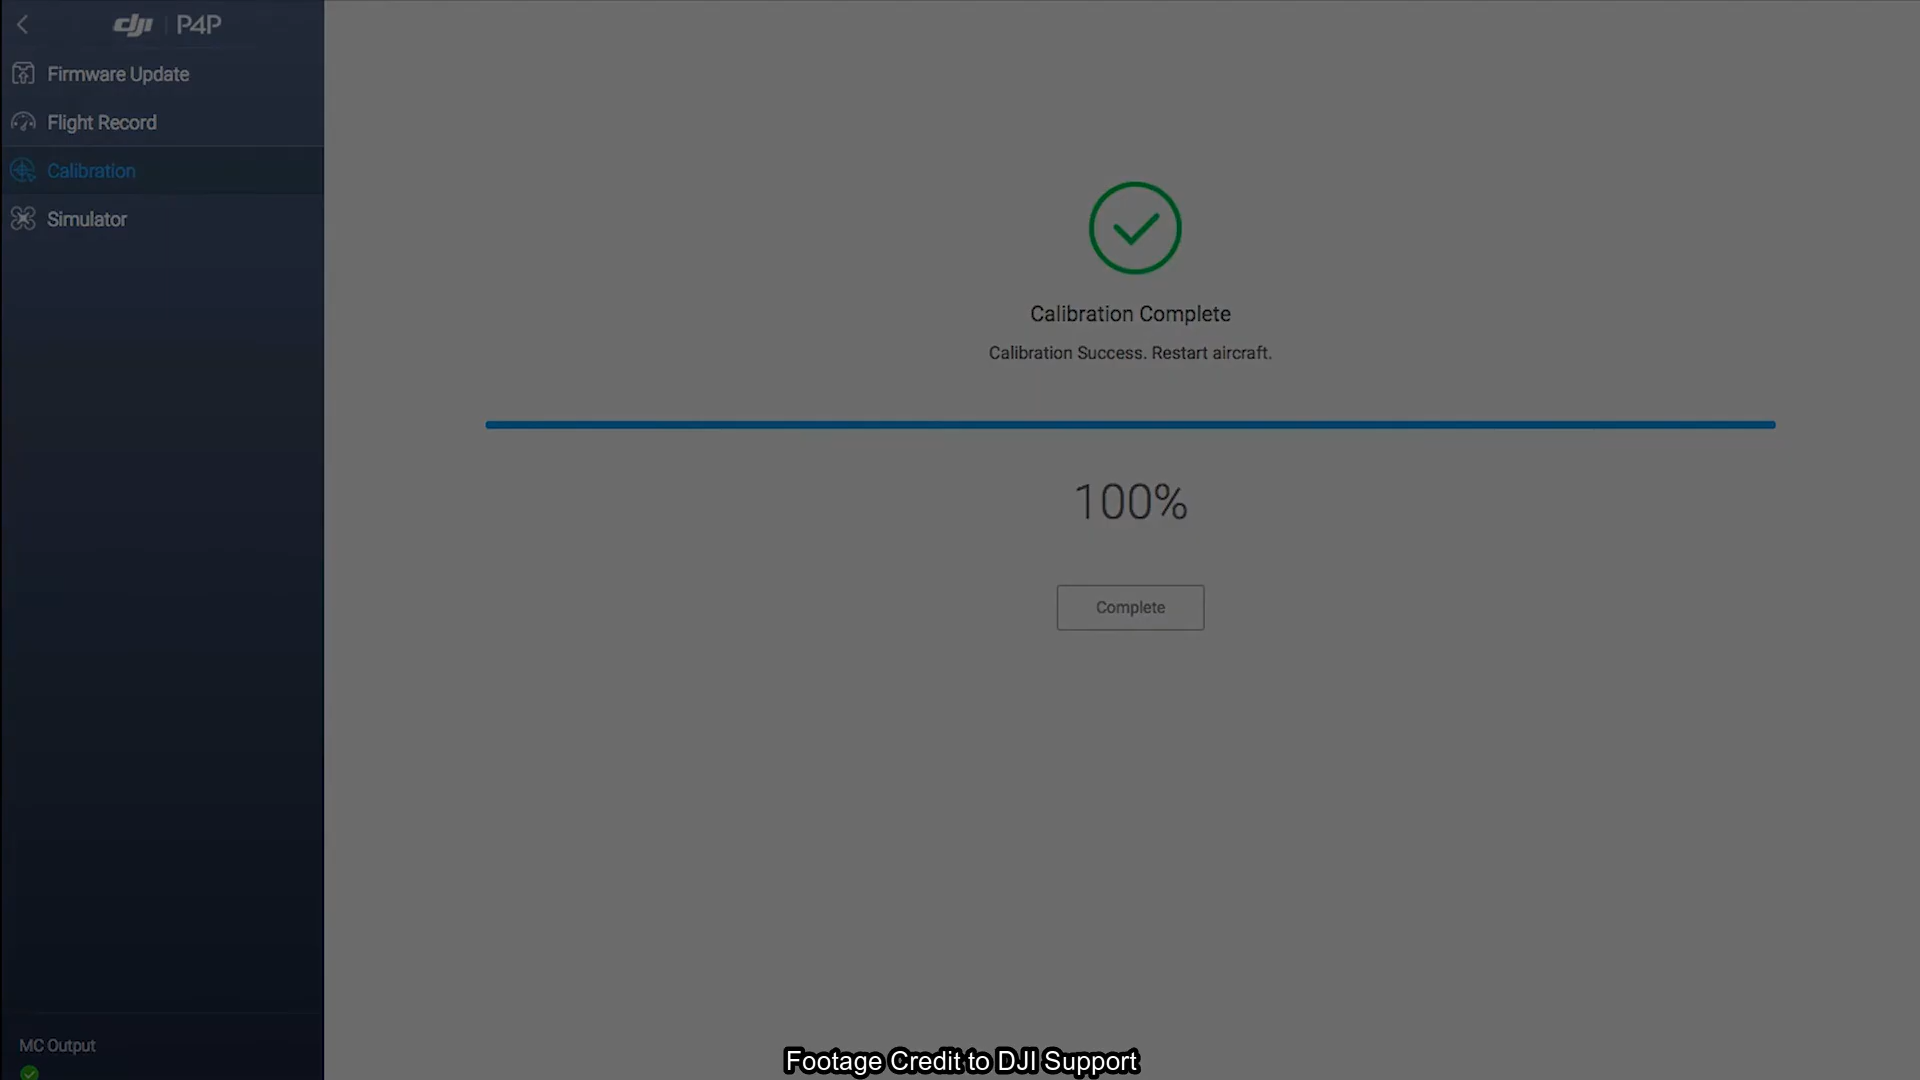 dji | P4P
Firmware Update
Flight Record
Calibration
Simulator
Calibration Complete
Calibration Success. Restart aircraft.
100%
Complete
MC Output
Footage Credit to DJI Support